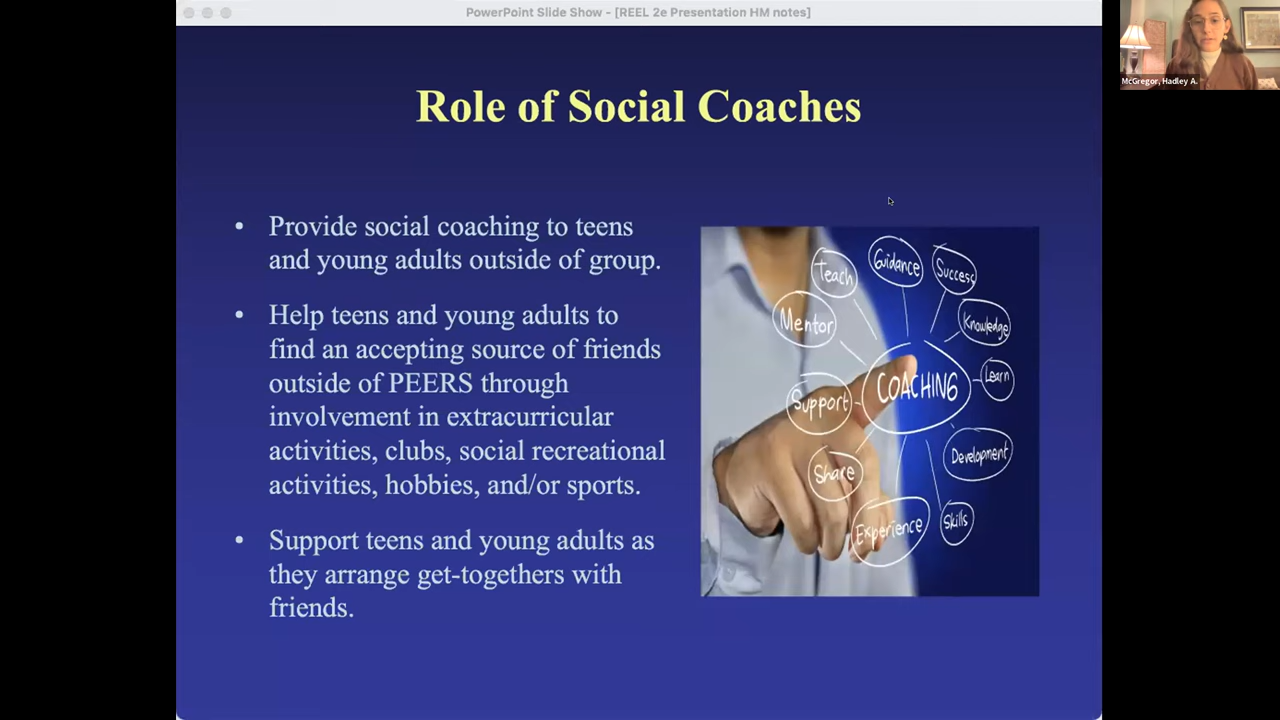 PowerPoint Slide Show - [REEL 2e Presentation HM notes]
McGregor, Hadley A.
Role of Social Coaches
• Provide social coaching to teens
and young adults outside of group.
• Help teens and young adults to
find an accepting source of friends
outside of PEERS through
involvement in extracurricular
activities, clubs, social recreational
activities, hobbies, and/or sports.
• Support teens and young adults as
they arrange get-togethers with
friends.
Teach
Guidance
Success
Mentor
Knowledge
COACHING
Learn
Support
Development
Share
Experience
Skills